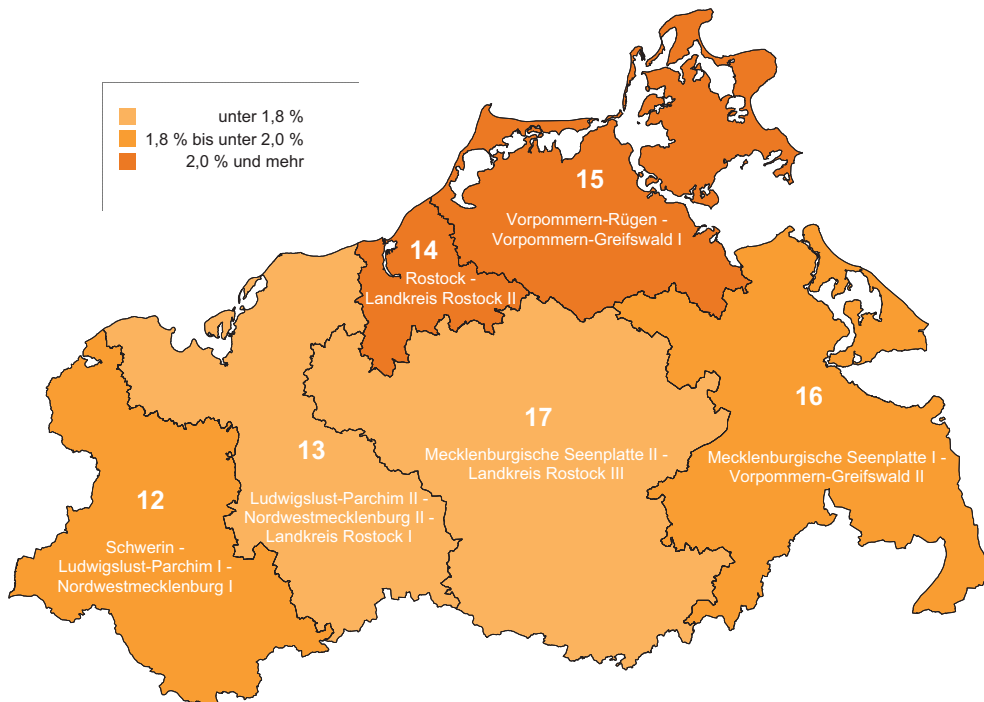 unter 1,8 %
1,8 % bis unter 2,0 %
2,0 % und mehr
15
Vorpommern-Rügen -
Vorpommern-Greifswald I
14
Rostock -
Landkreis Rostock II
16
Mecklenburgische Seenplatte I -
Vorpommern-Greifswald II
17
Mecklenburgische Seenplatte II -
Landkreis Rostock III
13
Ludwigslust-Parchim II -
Nordwestmecklenburg II -
Landkreis Rostock I
12
Schwerin -
Ludwigslust-Parchim I -
Nordwestmecklenburg I